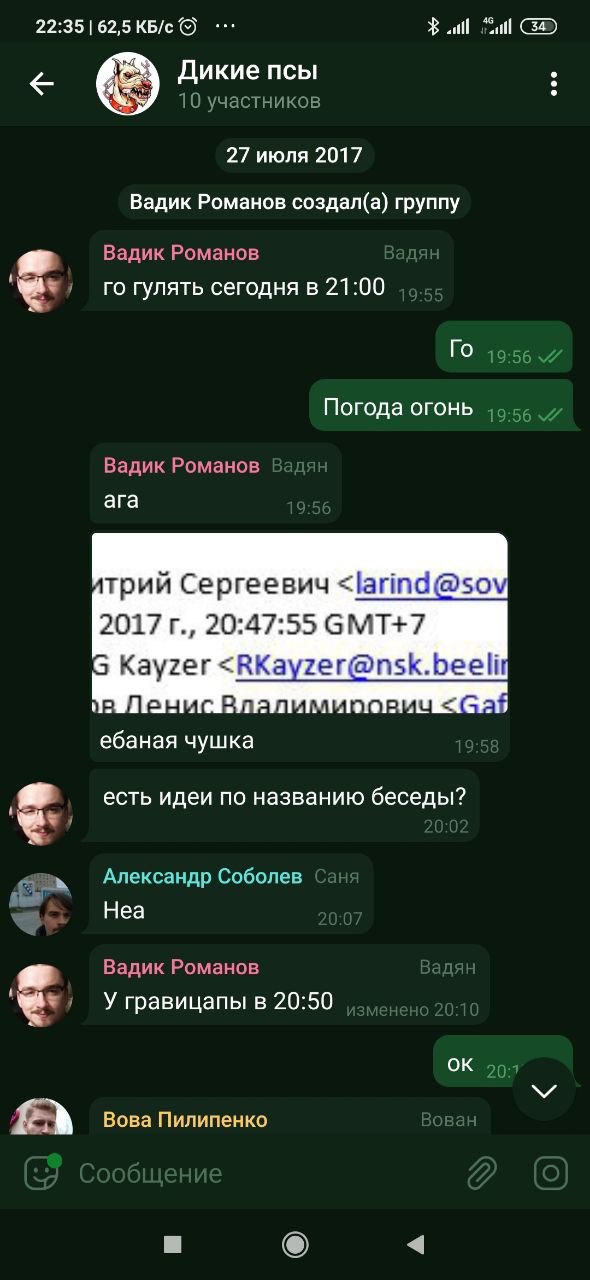 22:35 | 62,5 КБ/с ...
4G 34
Дикие псы
10 участников
27 июля 2017
Вадик Романов создал(а) группу
Вадик Романов Вадян
го гулять сегодня в 21:00 19:55
Го 19:56
Погода огонь 19:56
Вадик Романов Вадян
ага 19:56
итрий Сергеевич <larind@sov
2017 г., 20:47:55 GMT+7
G Kayzer <RKayzer@nsk.beelin
ов Денис Владимирович <Gaf
ебаная чушка 19:58
есть идеи по названию беседы?
20:02
Александр Соболев Саня
Неа 20:07
Вадик Романов Вадян
У гравицапы в 20:50 изменено 20:10
ок 20:1
Вова Пилипенко Вован
Сообщение